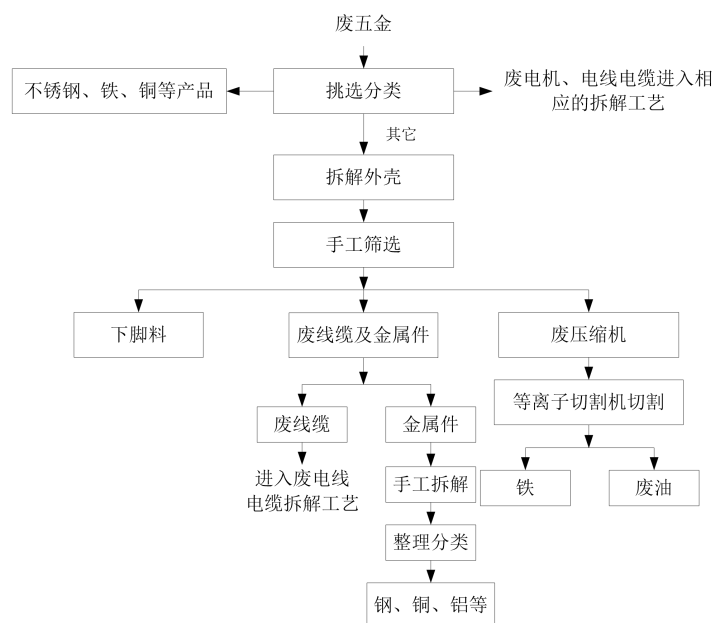 废五金
不锈钢、铁、铜等产品
挑选分类
废电机、电线电缆进入相
应的拆解工艺
其它
拆解外壳
手工筛选
下脚料
废线缆及金属件
废压缩机
等离子切割机切割
废线缆
金属件
进入废电线
电缆拆解工艺
手工拆解
铁
废油
整理分类
钢、铜、铝等